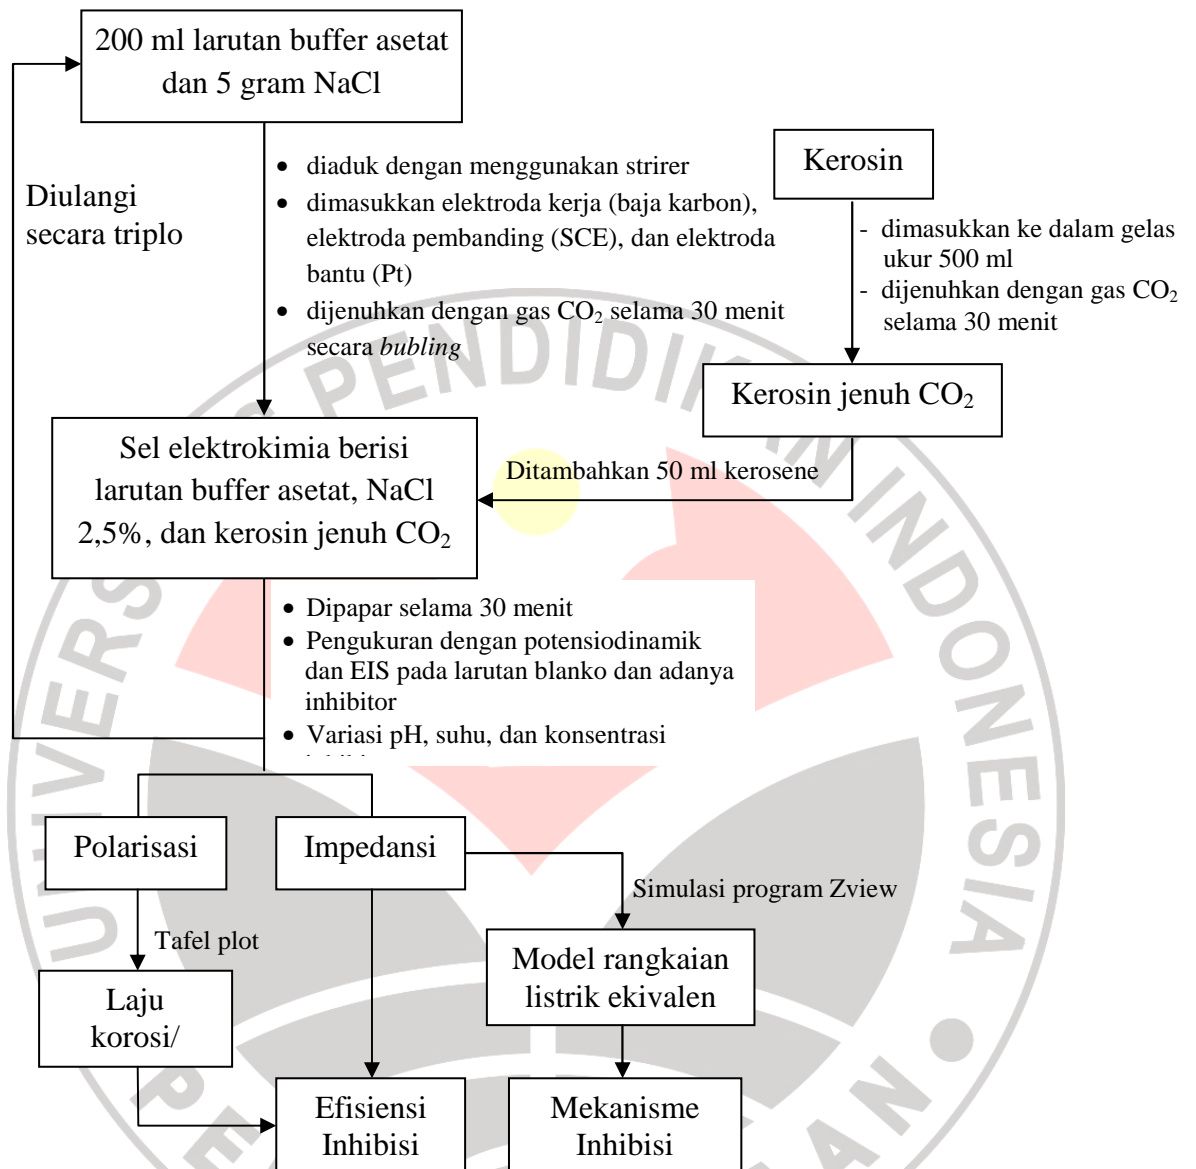 200 ml larutan buffer asetat
dan 5 gram NaCl
Diulangi
secara triplo
• diaduk dengan menggunakan strirer
• dimasukkan elektroda kerja (baja karbon),
elektroda pembanding (SCE), dan elektroda
bantu (Pt)
• dijenuhkan dengan gas CO₂ selama 30 menit
secara bubling
Kerosin
- dimasukkan ke dalam gelas
ukur 500 ml
- dijenuhkan dengan gas CO₂
selama 30 menit
Kerosin jenuh CO₂
Ditambahkan 50 ml kerosene
Sel elektrokimia berisi
larutan buffer asetat, NaCl
2,5%, dan kerosin jenuh CO₂
• Dipapar selama 30 menit
• Pengukuran dengan potensiodinamik
dan EIS pada larutan blanko dan adanya
inhibitor
• Variasi pH, suhu, dan konsentrasi
Polarisasi
Impedansi
Simulasi program Zview
Tafel plot
Model rangkaian
listrik ekivalen
Laju
korosi/
Efisiensi
Inhibisi
Mekanisme
Inhibisi
PENDIDIKAN INDONESIA